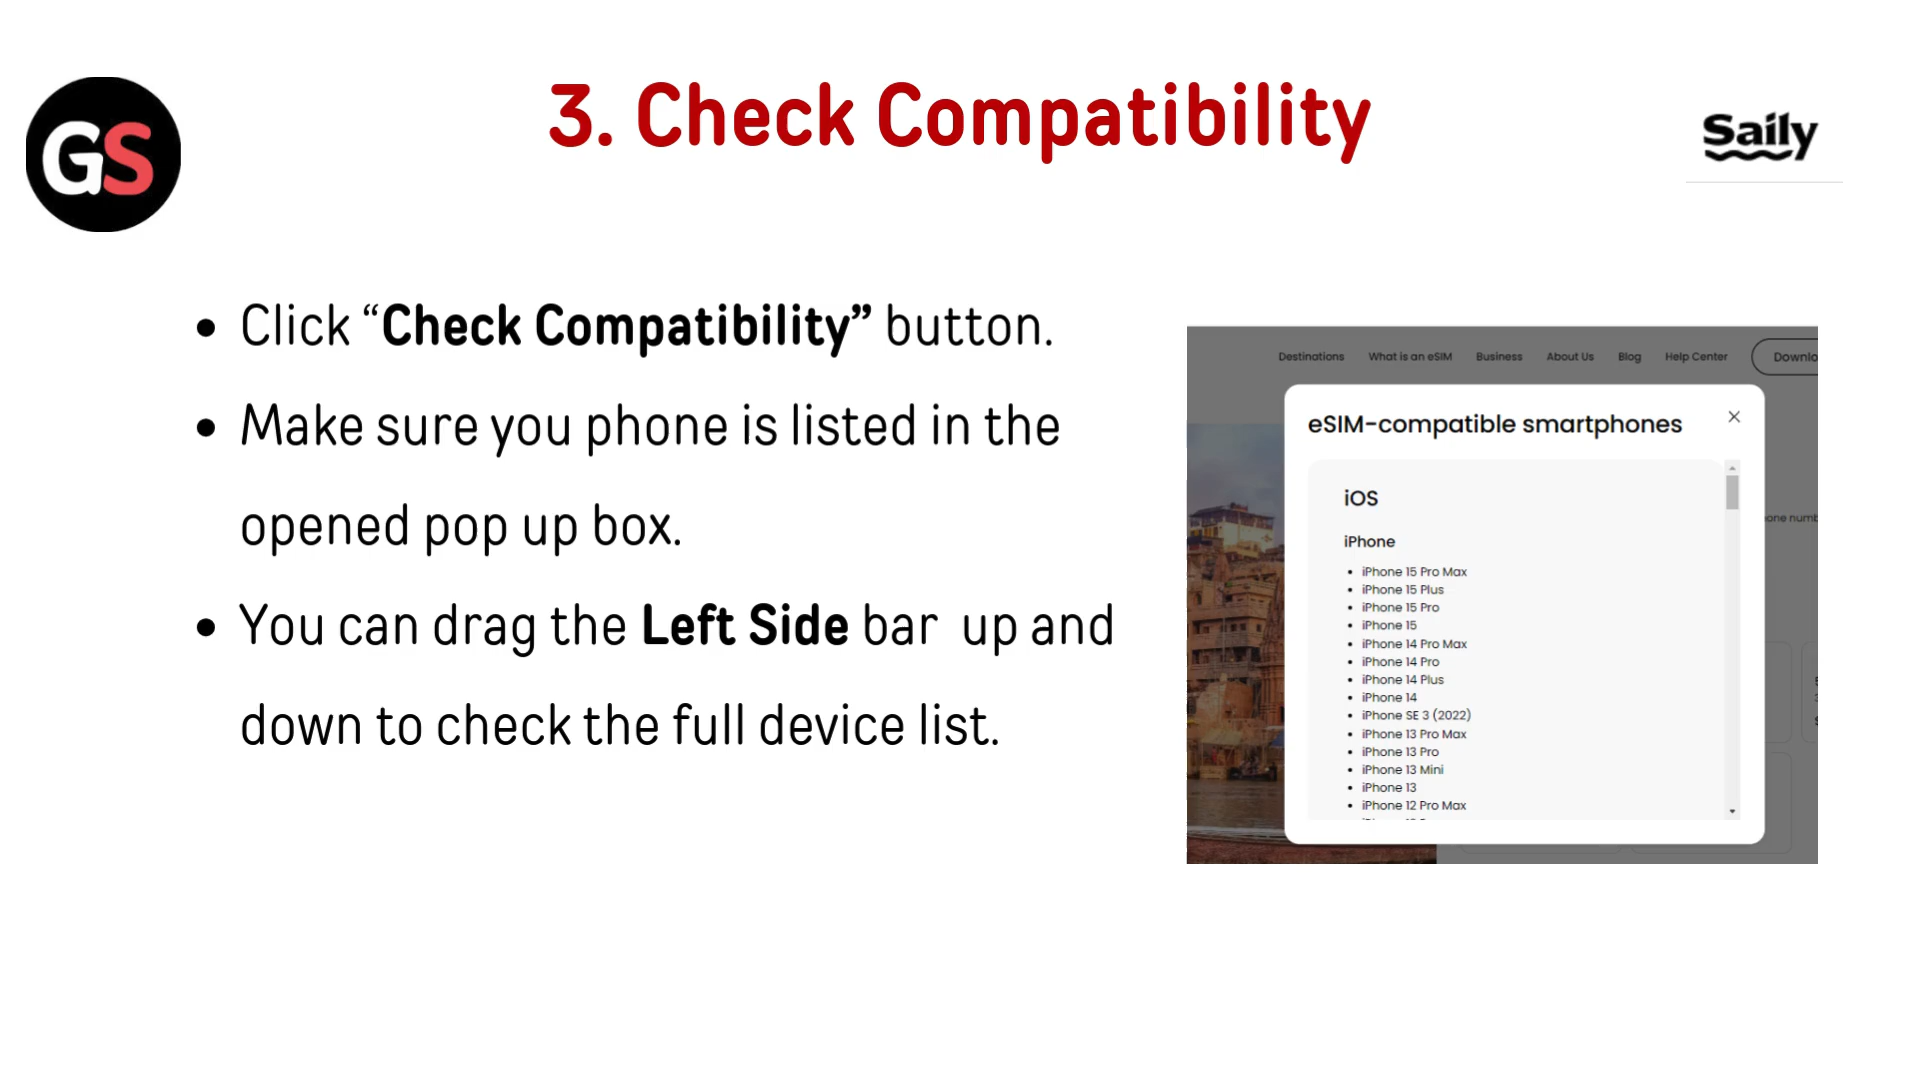 GS
3. Check Compatibility
Saily
• Click “Check Compatibility” button.
• Make sure you phone is listed in the
opened pop up box.
• You can drag the Left Side bar up and
down to check the full device list.
Destinations What is an eSIM Business About Us Blog Help Center Downlo
eSIM-compatible smartphones
iOS
iPhone
• iPhone 15 Pro Max
• iPhone 15 Plus
• iPhone 15 Pro
• iPhone 15
• iPhone 14 Pro Max
• iPhone 14 Pro
• iPhone 14 Plus
• iPhone 14
• iPhone SE 3 (2022)
• iPhone 13 Pro Max
• iPhone 13 Pro
• iPhone 13 Mini
• iPhone 13
• iPhone 12 Pro Max